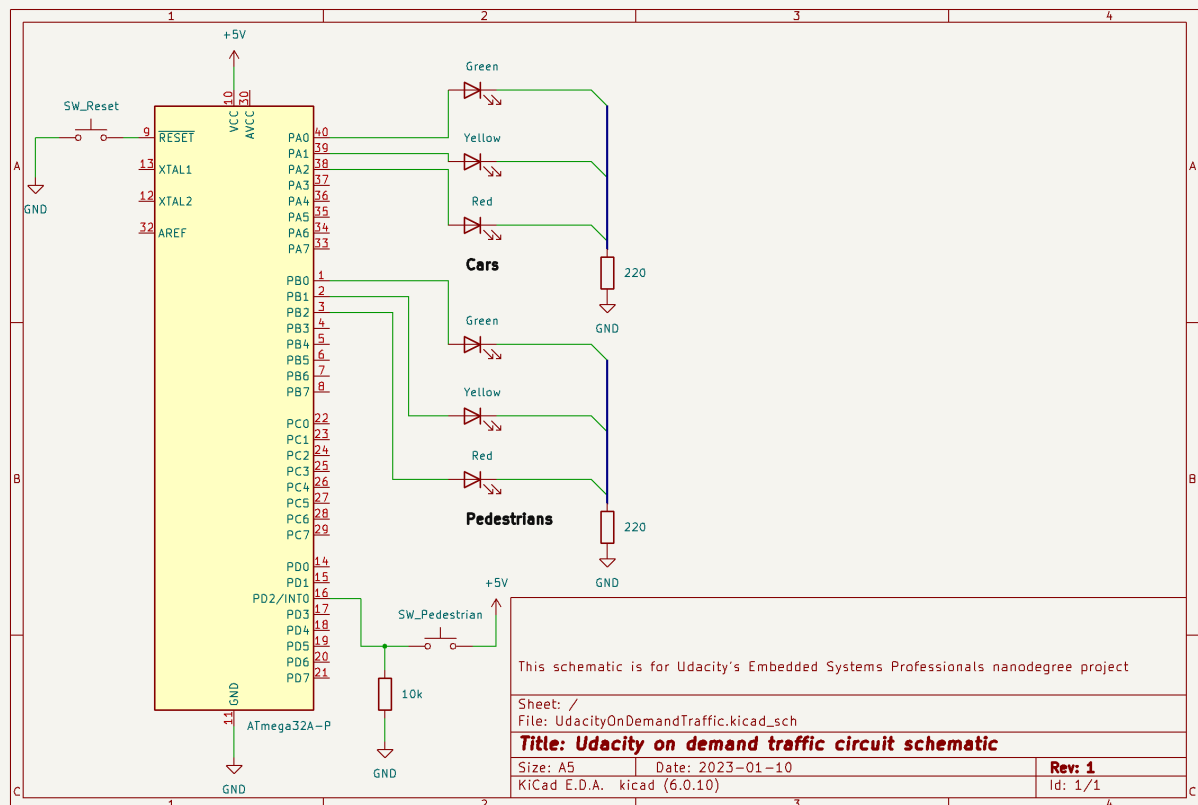 1 2 3 4
+5V
Green
SW_Reset
10 30
VCC AVCC
9 RESET
PA0 40
Yellow
PA1 39
A
13 XTAL1
PA2 38
A
PA3 37
12 XTAL2
PA4 36
Red
GND
PA5 35
32 AREF
PA6 34
PA7 33
Cars
220
PB0 1
PB1 2
PB2 3
Green
GND
PB3 4
PB4 5
PB5 6
PB6 7
PB7 8
Yellow
PC0 22
PC1 23
PC2 24
Red
PC3 25
B
PC4 26
B
PC5 27
PC6 28
Pedestrians
220
PC7 29
PD0 14
PD1 15
+5V
GND
PD2/INT0 16
PD3 17
SW_Pedestrian
PD4 18
PD5 19
PD6 20
PD7 21
This schematic is for Udacity's Embedded Systems Professionals nanodegree project
10k
GND
11
ATmega32A-P
Sheet: /
File: UdacityOnDemandTraffic.kicad_sch
Title: Udacity on demand traffic circuit schematic
GND
Size: A5 Date: 2023-01-10 Rev: 1
GND
KiCad E.D.A. kicad (6.0.10) Id: 1/1
C C
1 2 3 4